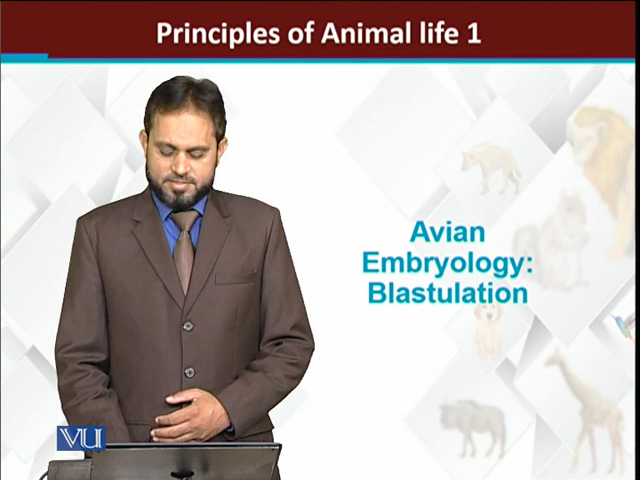 Principles of Animal life 1
Avian
Embryology:
Blastulation
VU